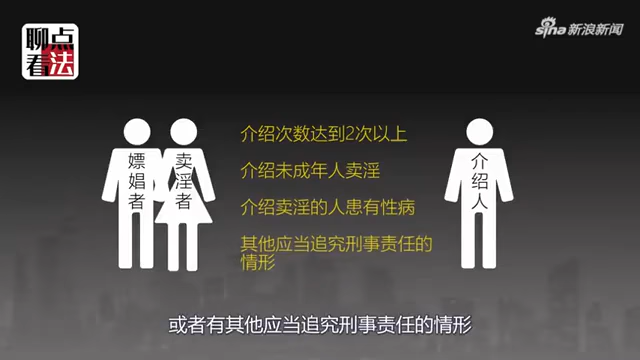 聊点
看法
sina新浪新闻
介绍次数达到2次以上
介绍未成年人卖淫
介绍卖淫的人患有性病
其他应当追究刑事责任的
情形
嫖娼者
卖淫者
介绍人
或者有其他应当追究刑事责任的情形